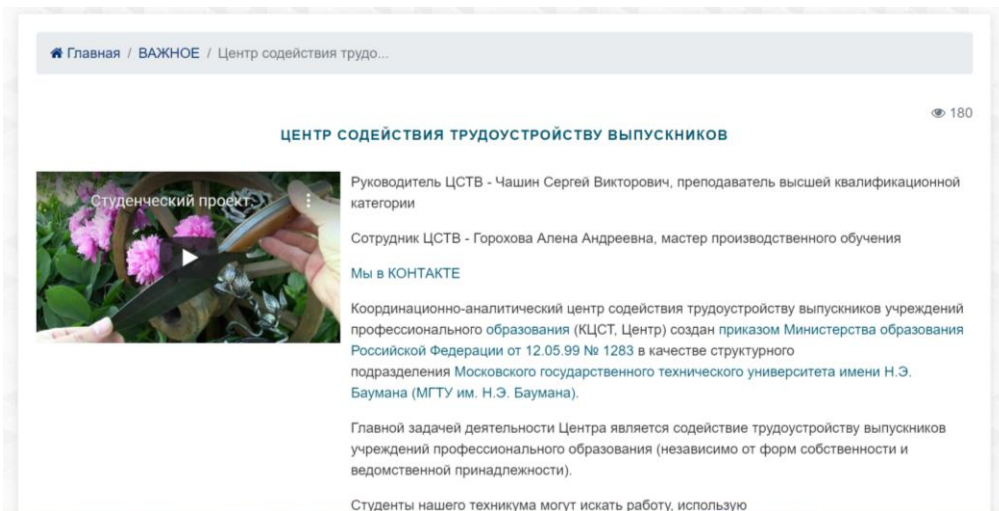 Главная / ВАЖНОЕ / Центр содействия трудо...
180
ЦЕНТР СОДЕЙСТВИЯ ТРУДОУСТРОЙСТВУ ВЫПУСКНИКОВ
Студенческий проект.
Руководитель ЦСТВ - Чашин Сергей Викторович, преподаватель высшей квалификационной
категории
Сотрудник ЦСТВ - Горохова Алена Андреевна, мастер производственного обучения
Мы в КОНТАКТЕ
Координационно-аналитический центр содействия трудоустройству выпускников учреждений
профессионального образования (КЦСТ, Центр) создан приказом Министерства образования
Российской Федерации от 12.05.99 № 1283 в качестве структурного
подразделения Московского государственного технического университета имени Н.Э.
Баумана (МГТУ им. Н.Э. Баумана).
Главной задачей деятельности Центра является содействие трудоустройству выпускников
учреждений профессионального образования (независимо от форм собственности и
ведомственной принадлежности).
Студенты нашего техникума могут искать работу, использую